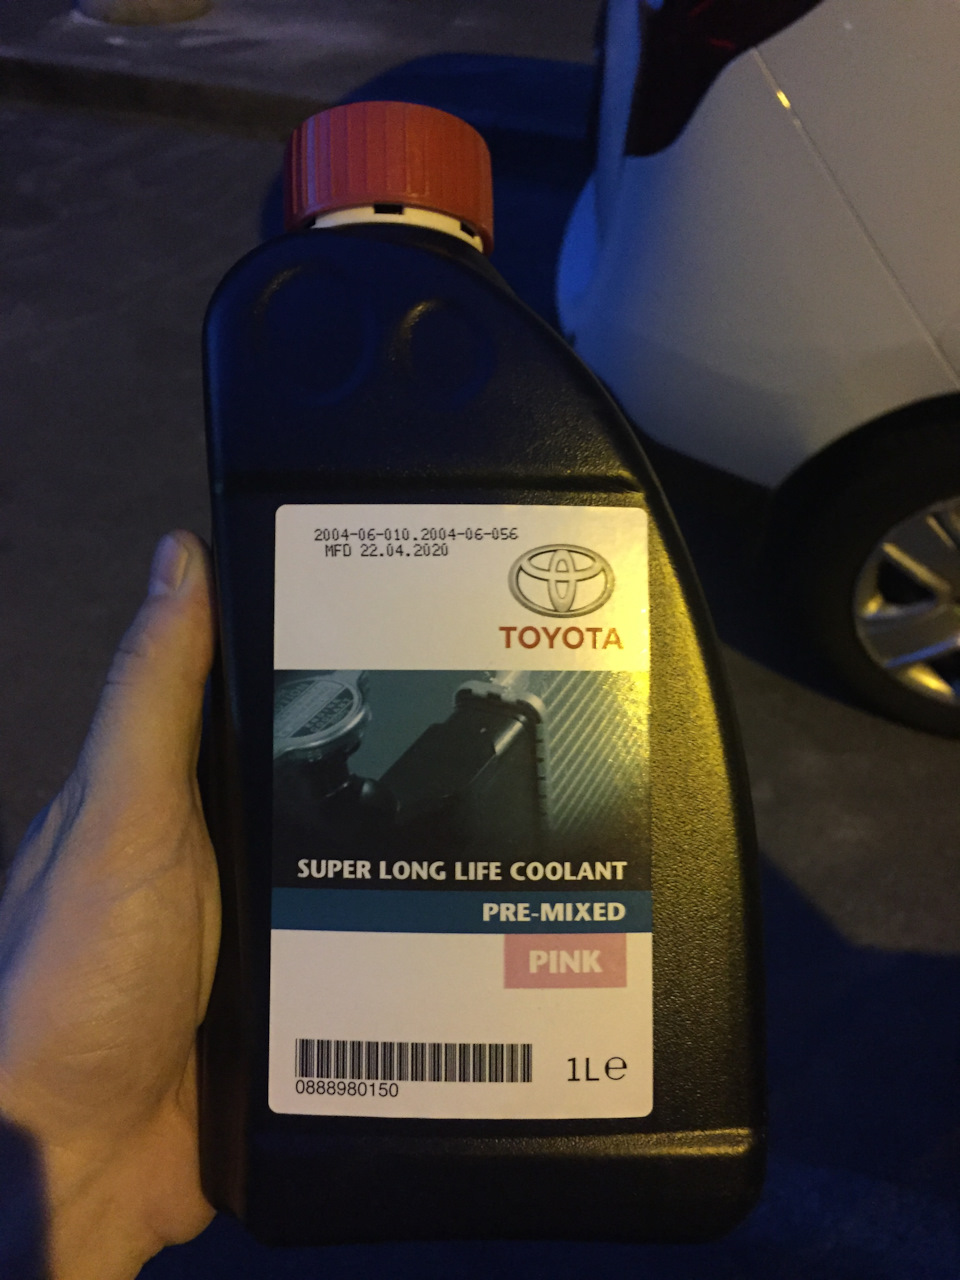 2004-06-010.2004-06-056
MFD 22.04.2020
TOYOTA
SUPER LONG LIFE COOLANT
PRE-MIXED
PINK
0888980150
1L℮